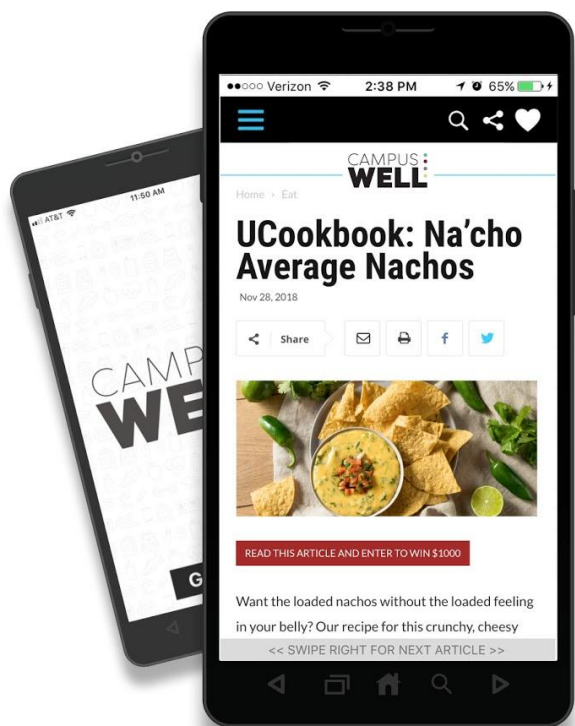 Verizon 2:38 PM 65%
CAMPUS
WELL
Home › Eat
UCookbook: Na'cho
Average Nachos
Nov 28, 2018
Share
READ THIS ARTICLE AND ENTER TO WIN $1000
Want the loaded nachos without the loaded feeling
in your belly? Our recipe for this crunchy, cheesy
<< SWIPE RIGHT FOR NEXT ARTICLE >>
AT&T 11:50 AM
CAMP
WE
G